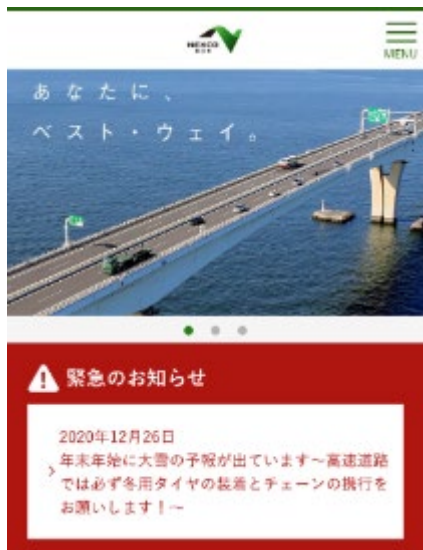 NEXCO
MENU
あなたに、
ベスト・ウェイ。
緊急のお知らせ
2020年12月26日
年末年始に大雪の予報が出ています~高速道路
では必ず冬用タイヤの装着とチェーンの携行を
お願いします!~